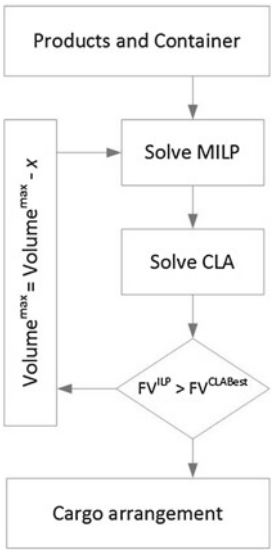 Products and Container
Solve MILP
Volume^max = Volume^max - x
Solve CLA
FV^ILP > FV^CLABest
Cargo arrangement